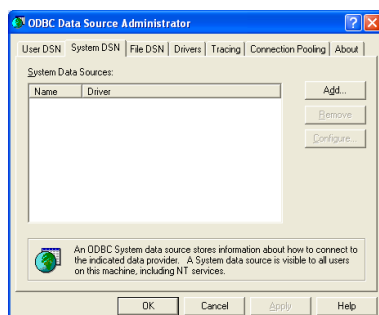 ODBC Data Source Administrator
User DSN System DSN File DSN Drivers Tracing Connection Pooling About
System Data Sources:
Name Driver
Add...
Remove
Configure...
An ODBC System data source stores information about how to connect to
the indicated data provider. A System data source is visible to all users
on this machine, including NT services.
OK Cancel Apply Help